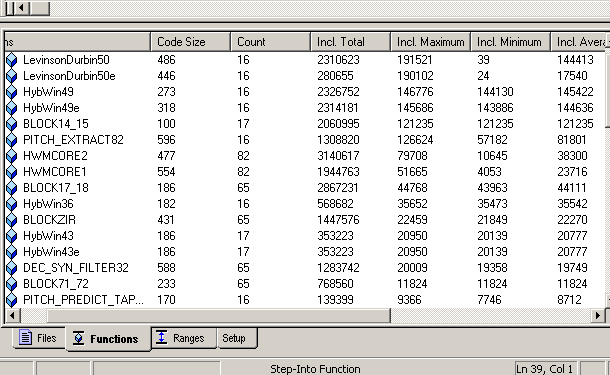 ns Code Size Count Incl. Total Incl. Maximum Incl. Minimum Incl. Avera
LevinsonDurbin50 486 16 2310623 191521 39 144413
LevinsonDurbin50e 446 16 280655 190102 24 17540
HybWin49 273 16 2326752 146776 144130 145422
HybWin49e 318 16 2314181 145686 143886 144636
BLOCK14_15 100 17 2060995 121235 121235 121235
PITCH_EXTRACT82 596 16 1308820 126624 57182 81801
HWMCORE2 477 82 3140617 79708 10645 38300
HWMCORE1 554 82 1944763 51665 4053 23716
BLOCK17_18 186 65 2867231 44768 43963 44111
HybWin36 182 16 568682 35652 35473 35542
BLOCKZIR 431 65 1447576 22459 21849 22270
HybWin43 186 17 353223 20950 20139 20777
HybWin43e 186 17 353223 20950 20139 20777
DEC_SYN_FILTER32 588 65 1283742 20009 19358 19749
BLOCK71_72 233 65 768560 11824 11824 11824
PITCH_PREDICT_TAP... 170 16 139399 9366 7746 8712
Files Functions Ranges Setup
Step-Into Function Ln 39, Col 1